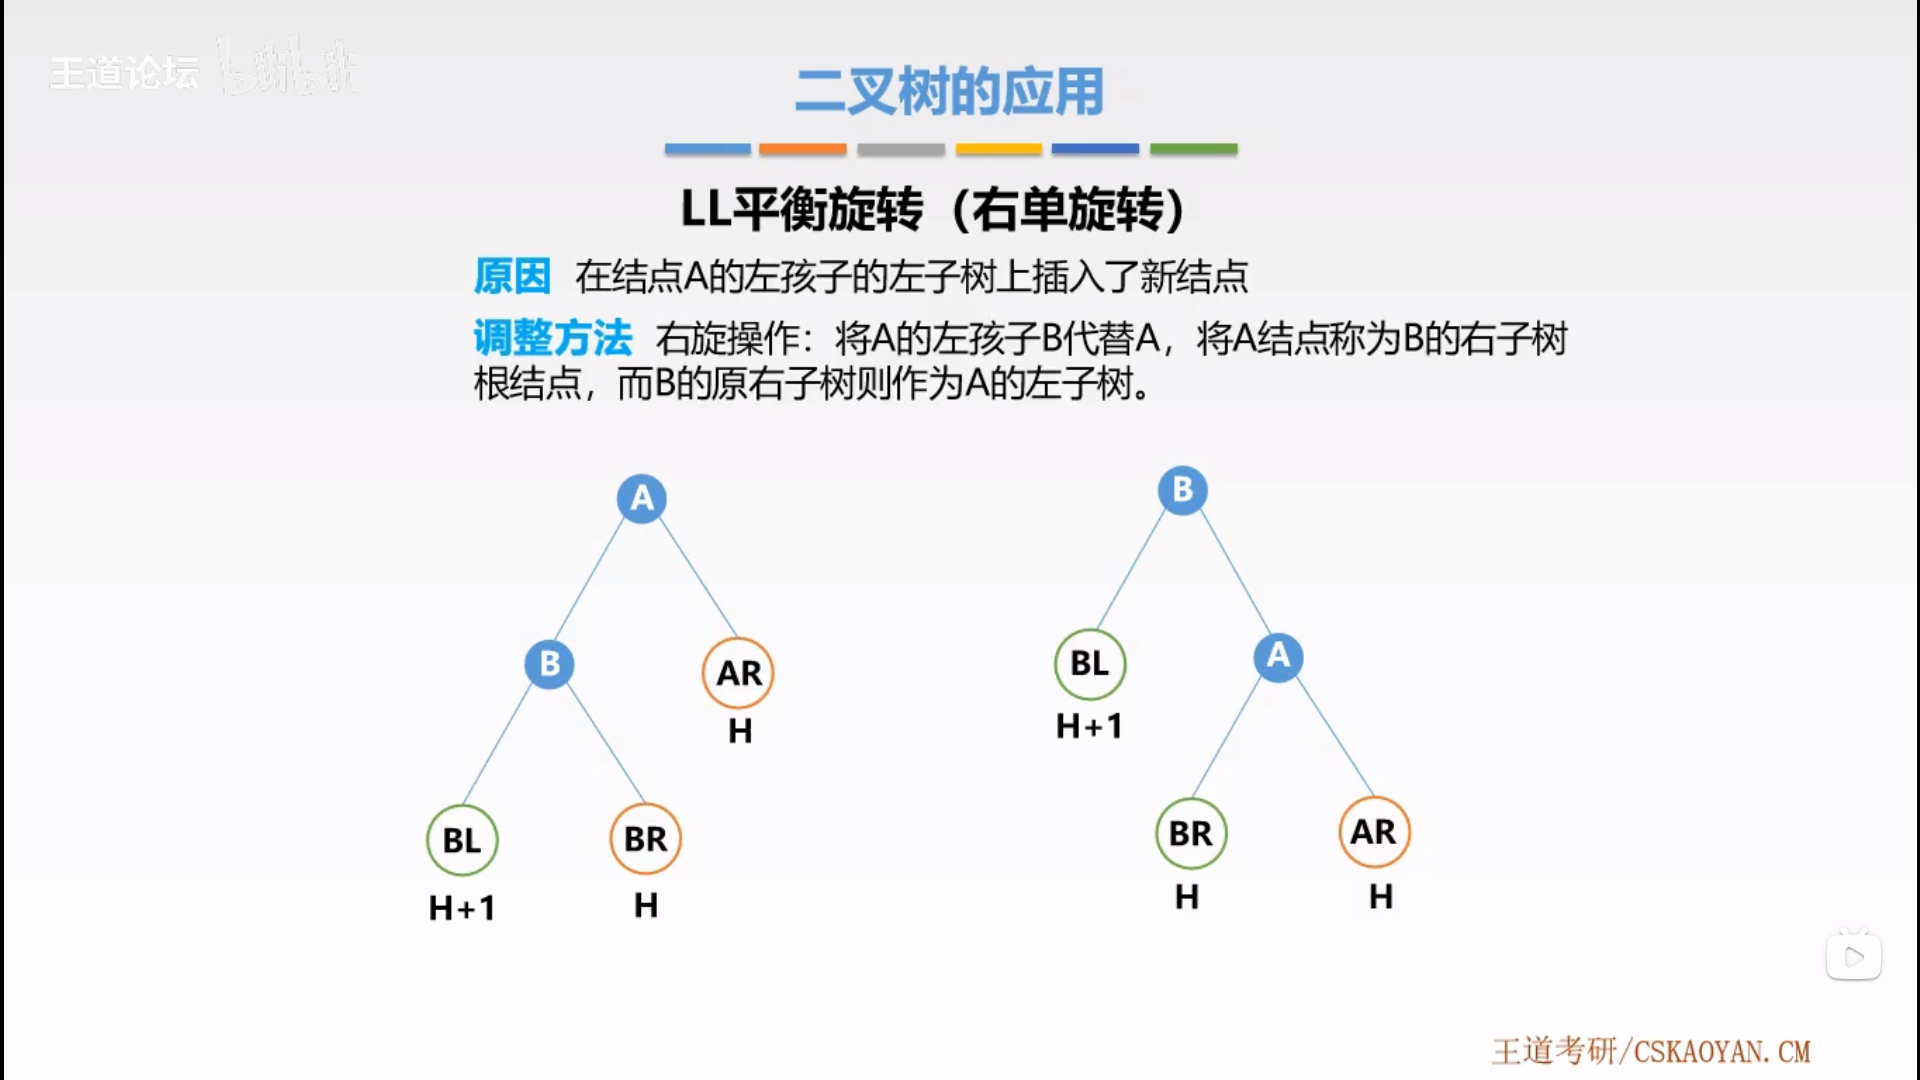 王道论坛 bilibili
二叉树的应用
LL平衡旋转（右单旋转）
原因 在结点A的左孩子的左子树上插入了新结点
调整方法 右旋操作：将A的左孩子B代替A，将A结点称为B的右子树
根结点，而B的原右子树则作为A的左子树。
A
B
AR
H
BL
BR
H+1
H
B
BL
A
H+1
BR
AR
H
H
王道考研/CSKAOYAN.CM